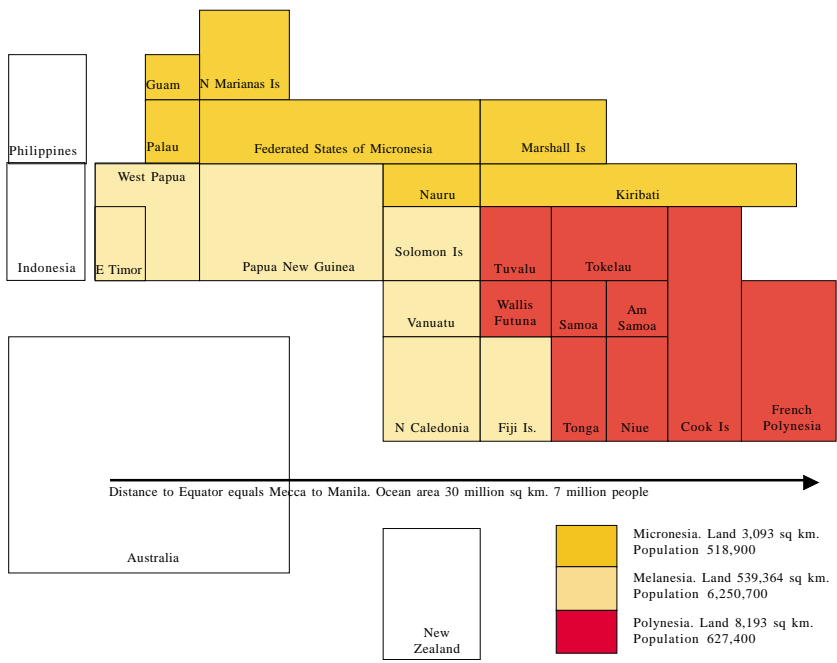 Guam
N Marianas Is
Philippines
Palau
Federated States of Micronesia
Marshall Is
West Papua
Nauru
Kiribati
Indonesia
E Timor
Papua New Guinea
Solomon Is
Tuvalu
Tokelau
Vanuatu
Wallis
Futuna
Samoa
Am
Samoa
N Caledonia
Fiji Is.
Tonga
Niue
Cook Is
French
Polynesia
Distance to Equator equals Mecca to Manila. Ocean area 30 million sq km. 7 million people
Australia
New
Zealand
Micronesia. Land 3,093 sq km.
Population 518,900
Melanesia. Land 539,364 sq km.
Population 6,250,700
Polynesia. Land 8,193 sq km.
Population 627,400